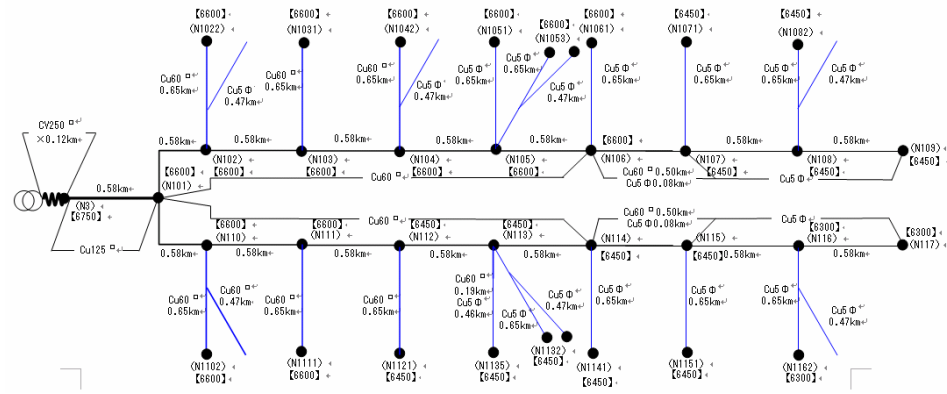 【6600】 【6600】 【6600】 【6600】 【6600】 【6600】 【6450】 【6450】
(N1022) (N1031) (N1042) (N1051) (N1053) (N1061) (N1071) (N1082)
Cu60 □
0.65km
Cu5Φ
0.47km
Cu60 □
0.65km
Cu60 □
0.65km
Cu5Φ
0.47km
Cu5Φ
0.65km
Cu5Φ
0.65km
Cu5Φ
0.47km
Cu5Φ
0.65km
Cu5Φ
0.65km
Cu5Φ
0.65km
Cu5Φ
0.47km
CY250 □
×0.12km
0.58km 0.58km 0.58km 0.58km 0.58km 【6600】 0.58km 0.58km 0.58km
(N102) (N103) (N104) (N105) (N106) (N107) (N108) (N109)
【6600】 【6600】 【6600】 【6600】 【6450】 【6450】 【6450】
Cu60 □
Cu60 □ 0.50km
Cu5Φ0.08km
Cu5Φ
0.58km
【6600】
(N101)
(N3)
【6750】
Cu125 □
Cu60 □
Cu60 □ 0.50km
Cu5Φ0.08km
Cu5Φ
【6600】 【6600】 【6450】 【6450】 【6300】 【6300】
(N110) (N111) (N112) (N113) (N114) (N115) (N116) (N117)
0.58km 0.58km 0.58km 0.58km 【6450】 【6450】 0.58km 0.58km
Cu60 □
0.65km
Cu60 □
0.47km
Cu60 □
0.65km
Cu60 □
0.65km
Cu60 □
0.19km
Cu5Φ
0.46km
Cu5Φ
0.65km
Cu5Φ
0.47km
Cu5Φ
0.65km
Cu5Φ
0.65km
Cu5Φ
0.65km
Cu5Φ
0.47km
(N1102) (N1111) (N1121) (N1135) (N1132) (N1141) (N1151) (N1162)
【6600】 【6600】 【6450】 【6450】 【6450】 【6450】 【6450】 【6300】